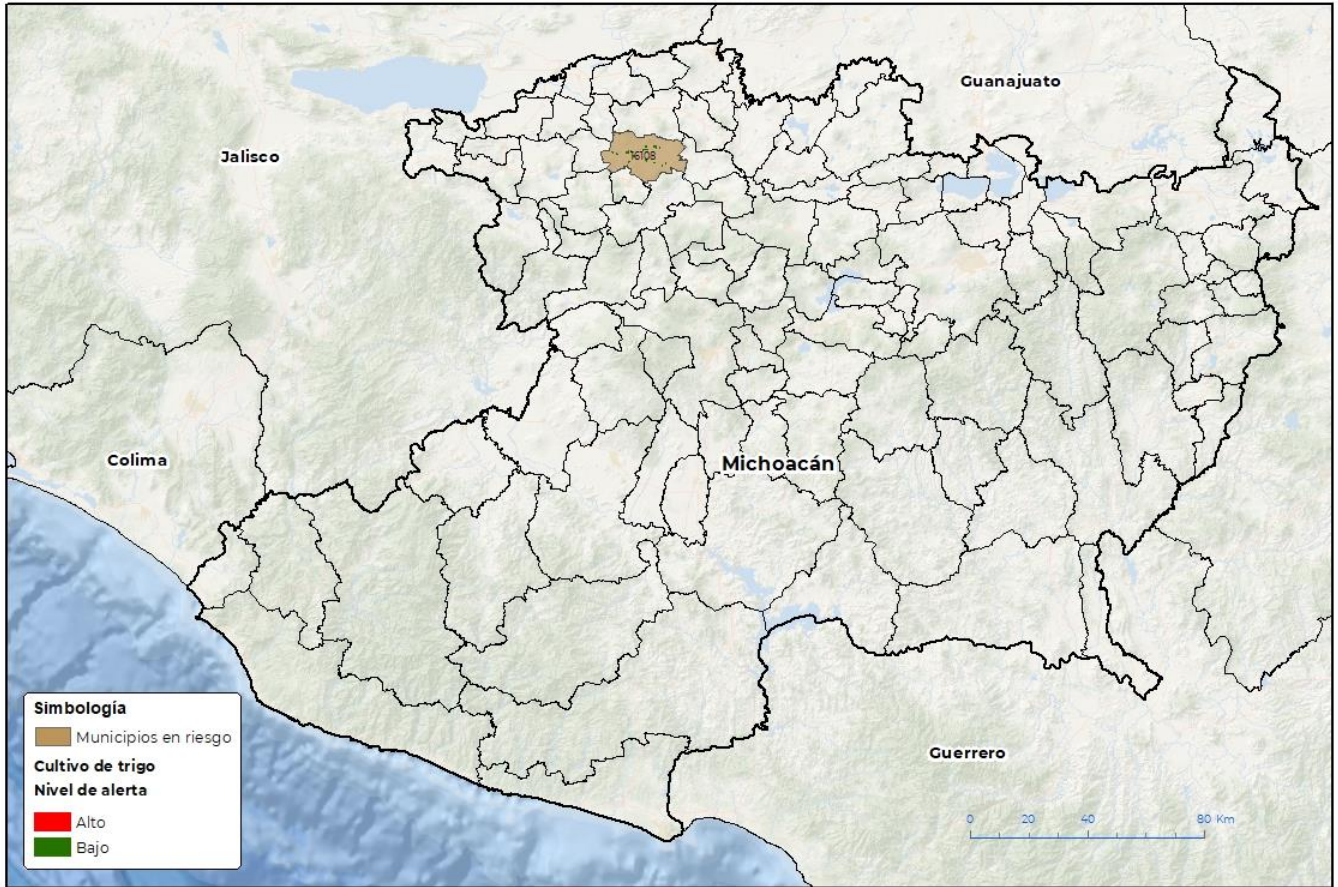 Guanajuato
Jalisco
16108
Colima
Michoacán
Guerrero
Simbología
Municipios en riesgo
Cultivo de trigo
Nivel de alerta
Alto
Bajo
0 20 40 80 Km